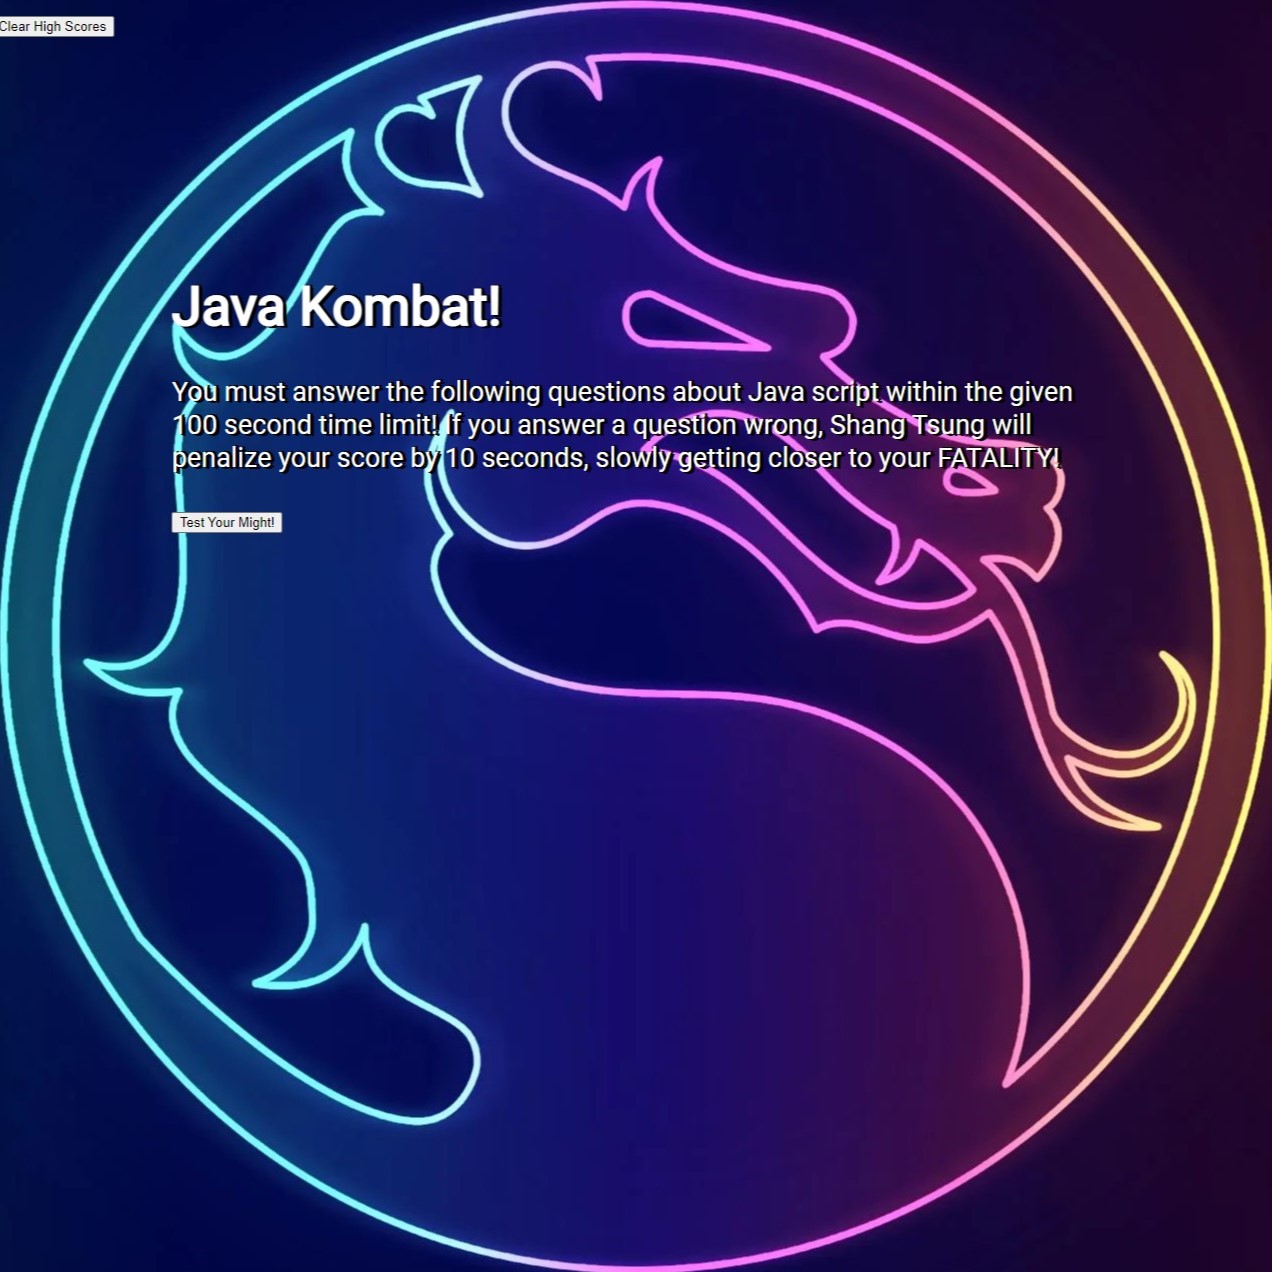 Clear High Scores
Java Kombat!
You must answer the following questions about Java script within the given
100 second time limit! If you answer a question wrong, Shang Tsung will
penalize your score by 10 seconds, slowly getting closer to your FATALITY!
Test Your Might!